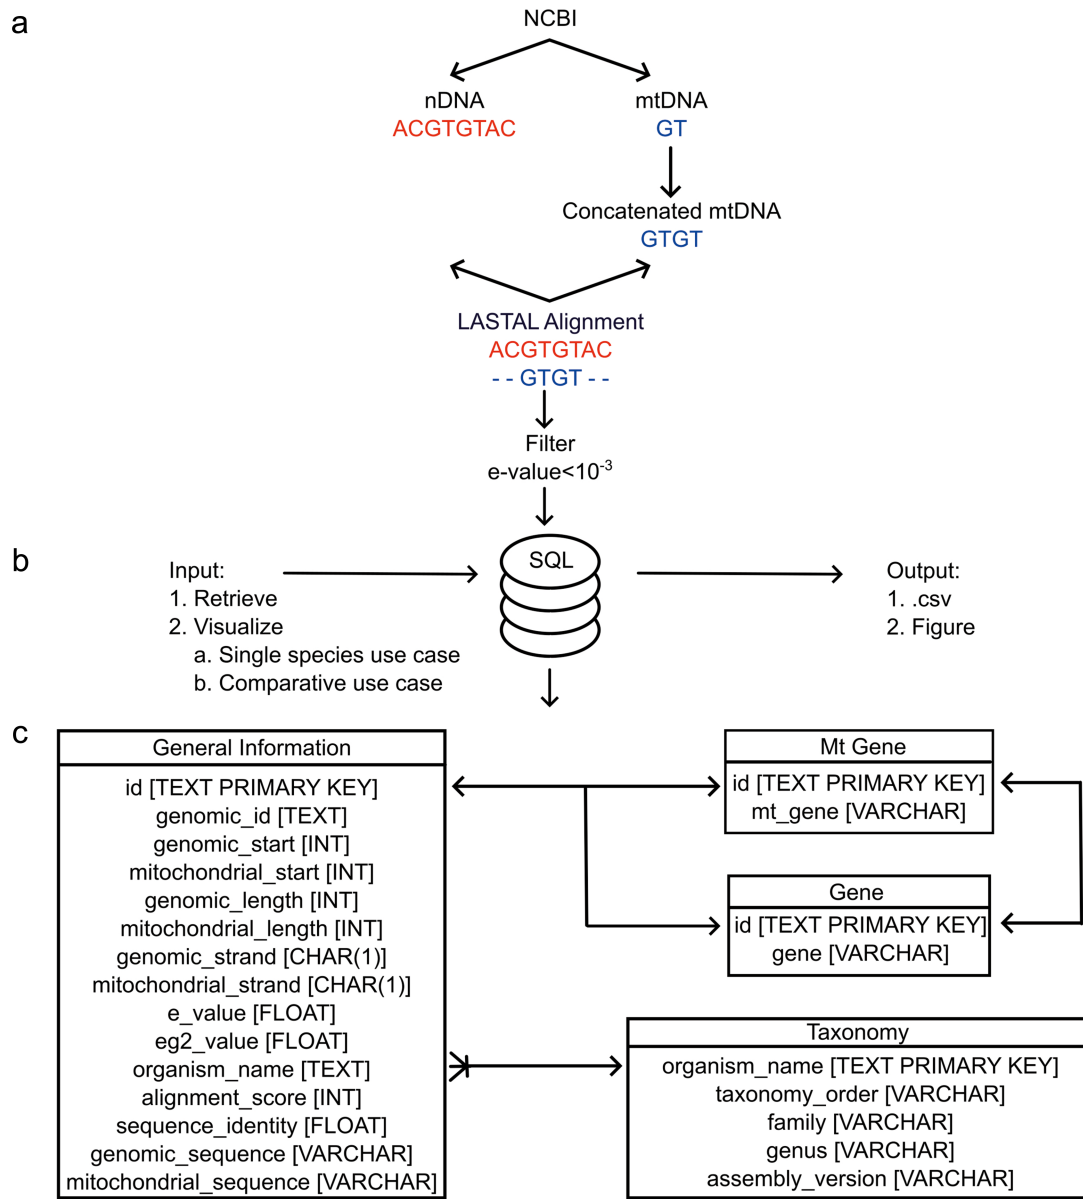 a
NCBI
nDNA
ACGTGTAC
mtDNA
GT
Concatenated mtDNA
GTGT
LASTAL Alignment
ACGTGTAC
- - GTGT - -
Filter
e-value<10⁻³
b
Input:
1. Retrieve
2. Visualize
a. Single species use case
b. Comparative use case
SQL
Output:
1. .csv
2. Figure
c
General Information
id [TEXT PRIMARY KEY]
genomic_id [TEXT]
genomic_start [INT]
mitochondrial_start [INT]
genomic_length [INT]
mitochondrial_length [INT]
genomic_strand [CHAR(1)]
mitochondrial_strand [CHAR(1)]
e_value [FLOAT]
eg2_value [FLOAT]
organism_name [TEXT]
alignment_score [INT]
sequence_identity [FLOAT]
genomic_sequence [VARCHAR]
mitochondrial_sequence [VARCHAR]
Mt Gene
id [TEXT PRIMARY KEY]
mt_gene [VARCHAR]
Gene
id [TEXT PRIMARY KEY]
gene [VARCHAR]
Taxonomy
organism_name [TEXT PRIMARY KEY]
taxonomy_order [VARCHAR]
family [VARCHAR]
genus [VARCHAR]
assembly_version [VARCHAR]